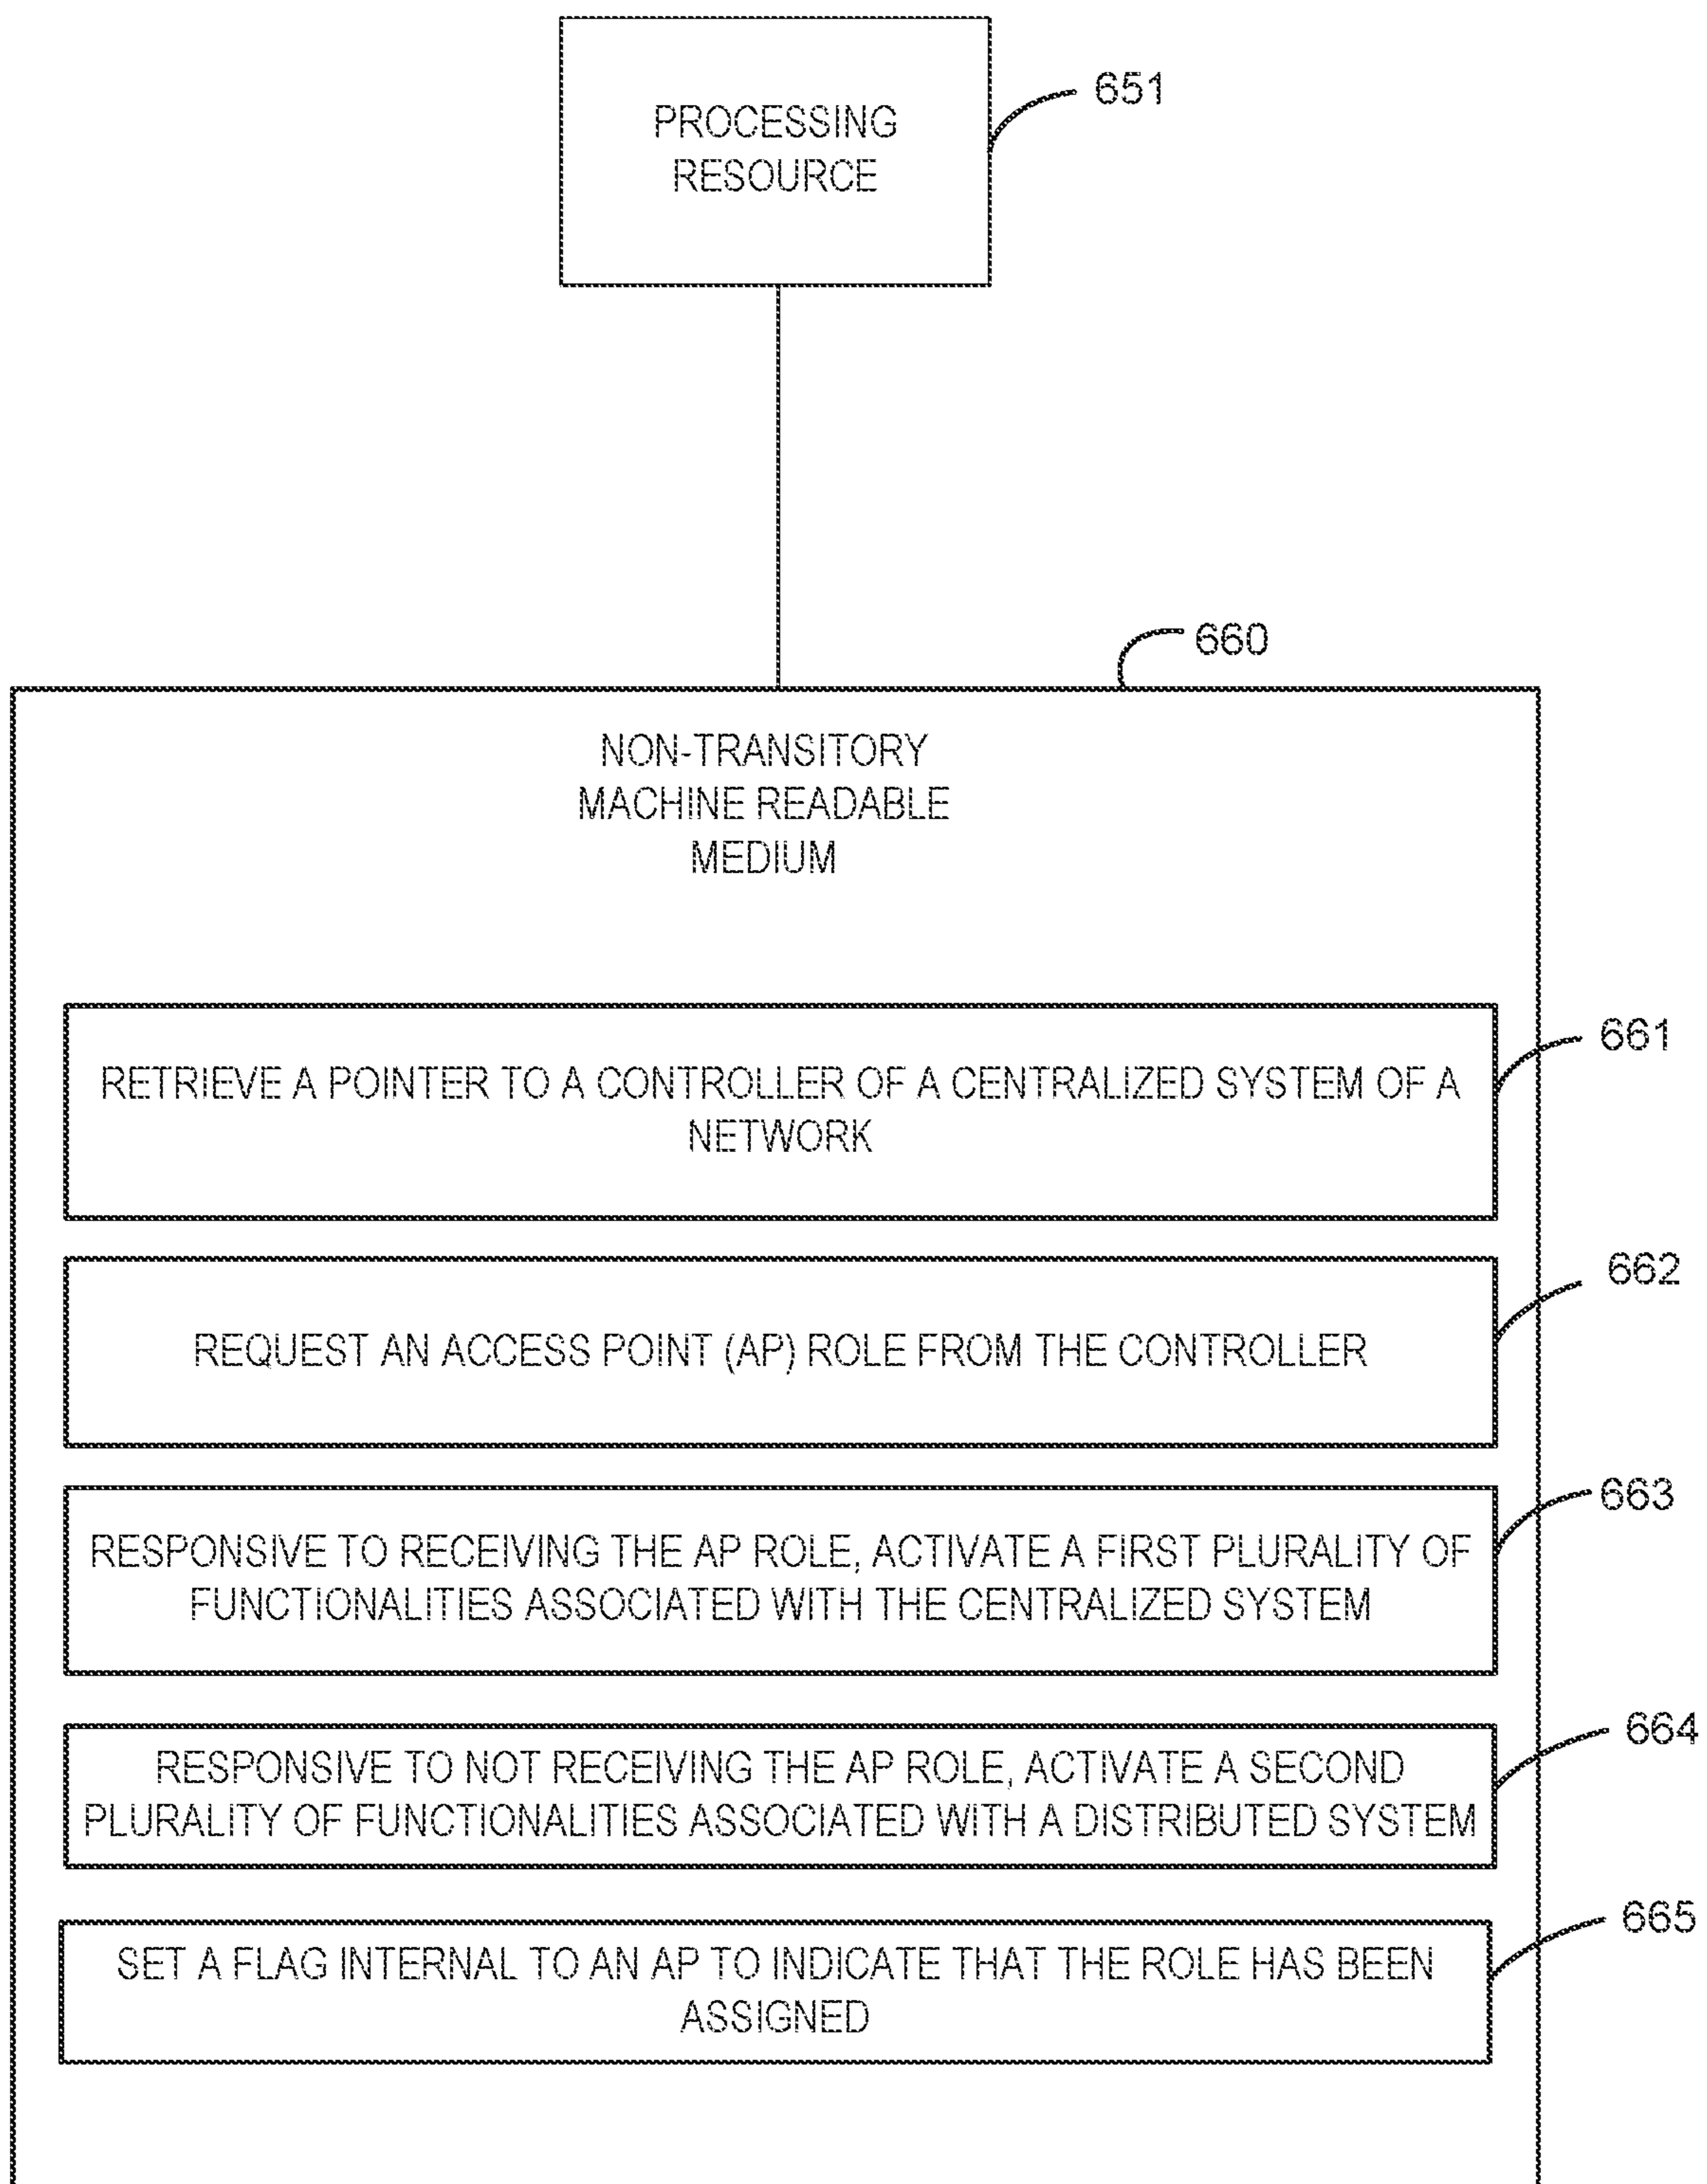 PROCESSING
RESOURCE
651
660
NON-TRANSITORY
MACHINE READABLE
MEDIUM
661
RETRIEVE A POINTER TO A CONTROLLER OF A CENTRALIZED SYSTEM OF A
NETWORK
662
REQUEST AN ACCESS POINT (AP) ROLE FROM THE CONTROLLER
663
RESPONSIVE TO RECEIVING THE AP ROLE, ACTIVATE A FIRST PLURALITY OF
FUNCTIONALITIES ASSOCIATED WITH THE CENTRALIZED SYSTEM
664
RESPONSIVE TO NOT RECEIVING THE AP ROLE, ACTIVATE A SECOND
PLURALITY OF FUNCTIONALITIES ASSOCIATED WITH A DISTRIBUTED SYSTEM
665
SET A FLAG INTERNAL TO AN AP TO INDICATE THAT THE ROLE HAS BEEN
ASSIGNED